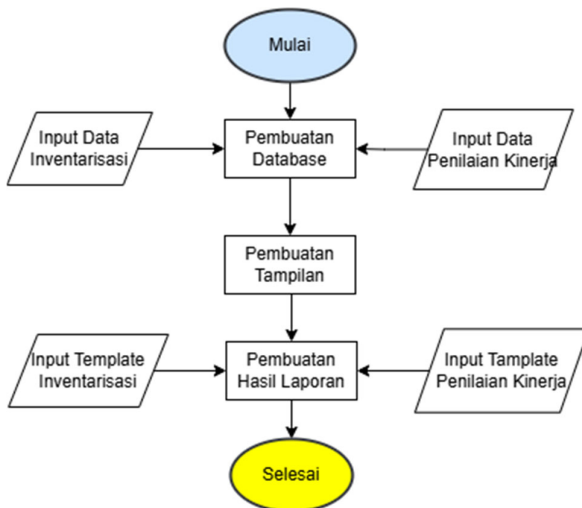 Mulai
Input Data
Inventarisasi
Pembuatan
Database
Input Data
Penilaian Kinerja
Pembuatan
Tampilan
Input Template
Inventarisasi
Pembuatan
Hasil Laporan
Input Tamplate
Penilaian Kinerja
Selesai